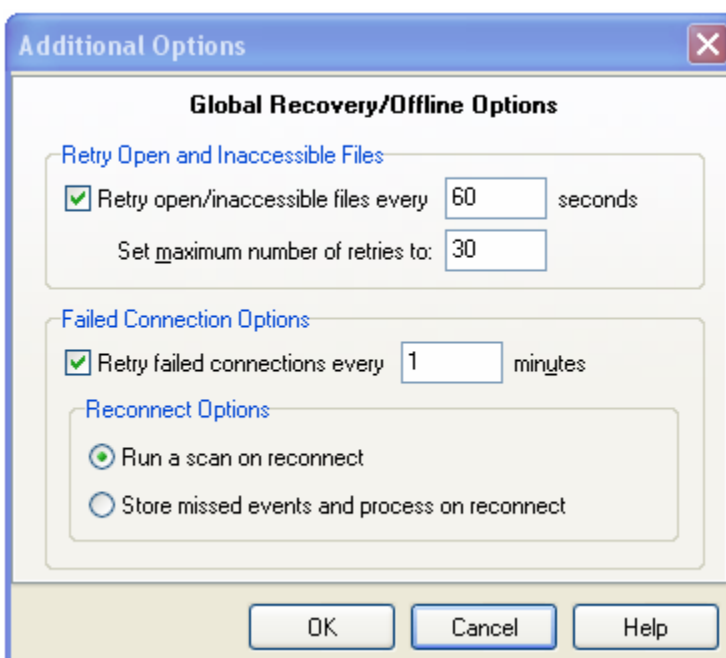 Additional Options
Global Recovery/Offline Options
Retry Open and Inaccessible Files
Retry open/inaccessible files every 60 seconds
Set maximum number of retries to: 30
Failed Connection Options
Retry failed connections every 1 minutes
Reconnect Options
Run a scan on reconnect
Store missed events and process on reconnect
OK Cancel Help